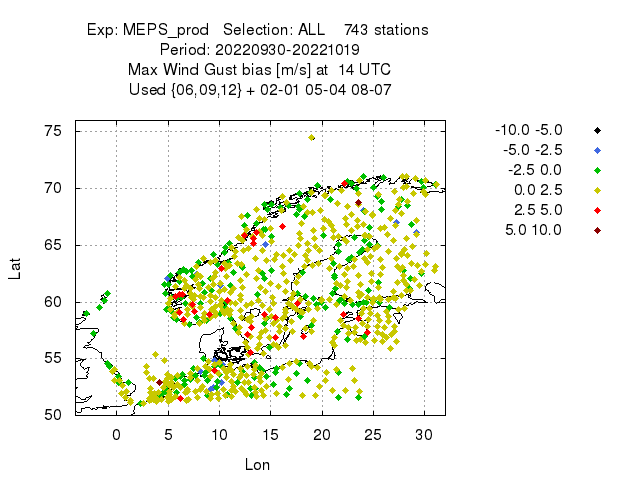 Exp: MEPS_prod   Selection: ALL    743 stations
Period: 20220930-20221019
Max Wind Gust bias [m/s] at  14 UTC
Used {06,09,12} + 02-01 05-04 08-07
75
70
65
60
55
50
Lat
0 5 10 15 20 25 30
Lon
-10.0 -5.0
-5.0 -2.5
-2.5 0.0
0.0 2.5
2.5 5.0
5.0 10.0